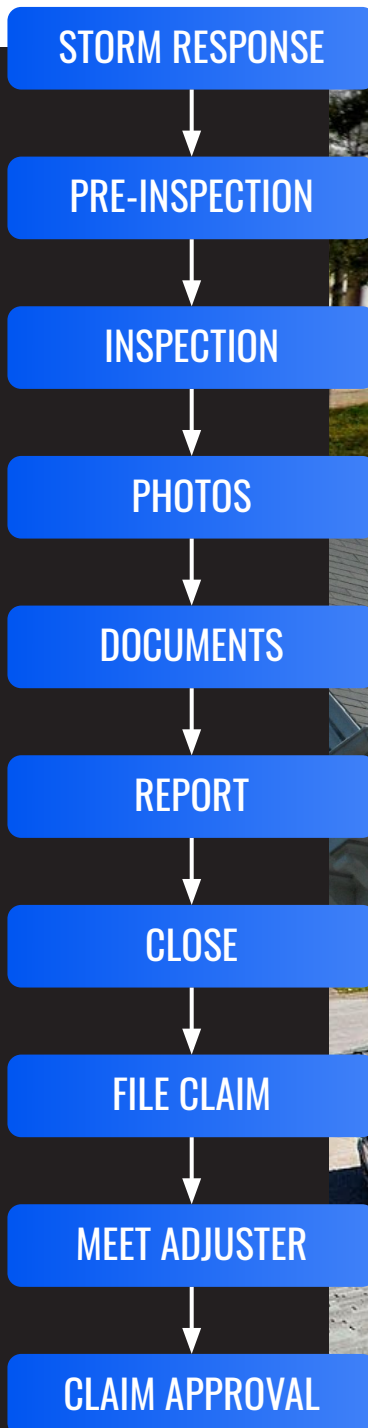 STORM RESPONSE
PRE-INSPECTION
INSPECTION
PHOTOS
DOCUMENTS
REPORT
CLOSE
FILE CLAIM
MEET ADJUSTER
CLAIM APPROVAL